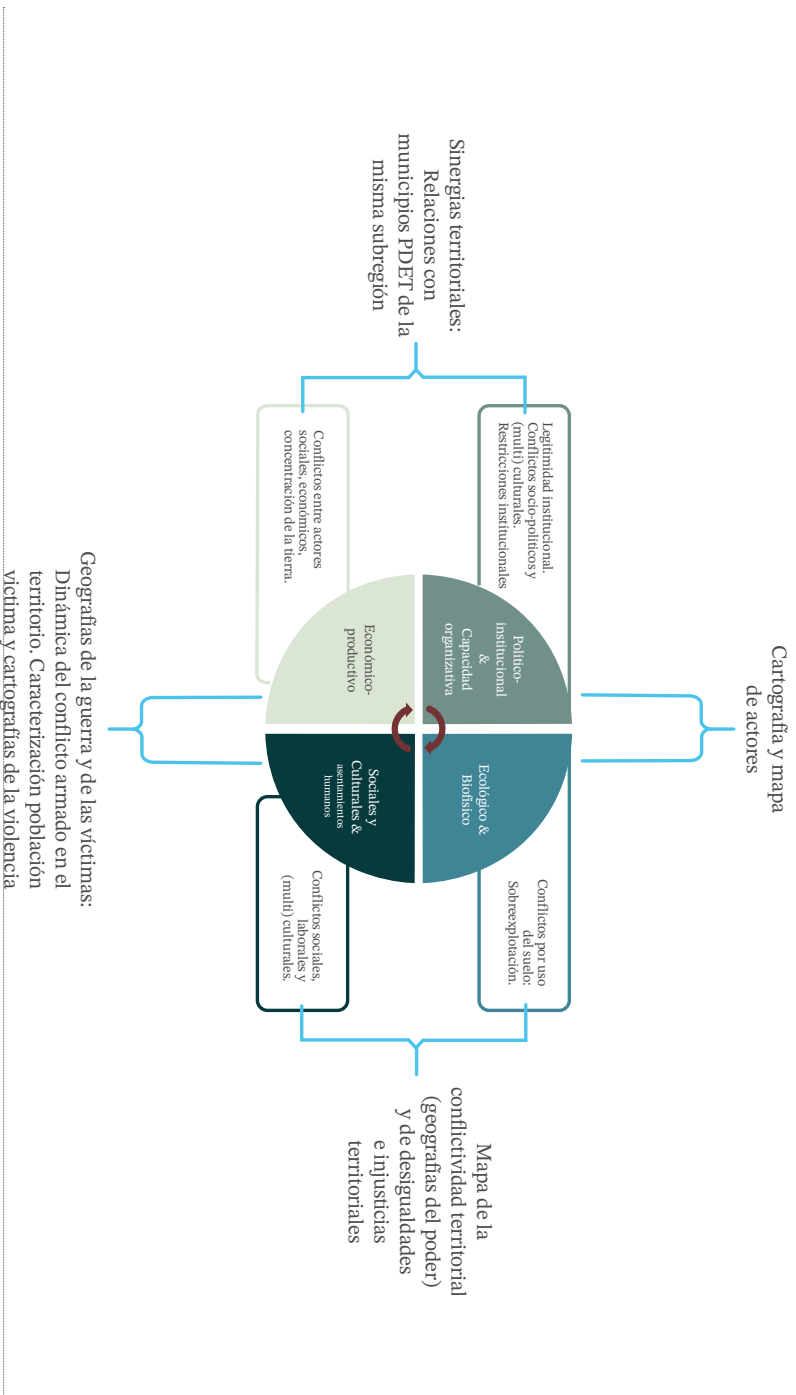 Cartografía y mapa
de actores
Sinergias territoriales:
Relaciones con
municipios PDET de la
misma subregión
Legitimidad institucional.
Conflictos socio-políticos y
(multi) culturales.
Restricciones institucionales
Político-
institucional
&
Capacidad
organizativa
Ecológico &
Biofísico
Conflictos por uso
del suelo:
Sobreexplotación.
Mapa de la
conflictividad territorial
(geografías del poder)
y de desigualdades
e injusticias
territoriales
Conflictos entre actores
sociales, económicos,
concentración de la tierra.
Económico-
productivo
Sociales y
Culturales &
asentamientos
humanos
Conflictos sociales,
laborales y
(multi) culturales.
Geografías de la guerra y de las víctimas:
Dinámica del conflicto armado en el
territorio. Caracterización población
victima y cartografías de la violencia